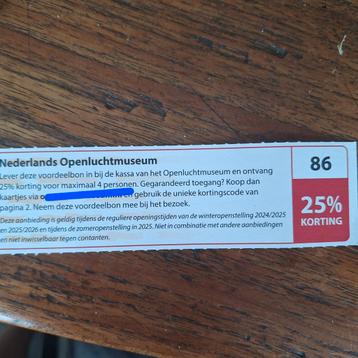 Nederlands Openluchtmuseum
Lever deze voordeelbon in bij de kassa van het Openluchtmuseum en ontvang
25% korting voor maximaal 4 personen. Gegarandeerd toegang? Koop dan
kaartjes via en gebruik de unieke kortingscode van
pagina 2. Neem deze voordeelbon mee bij het bezoek.
Deze aanbieding is geldig tijdens de reguliere openingstijden van de winteropenstelling 2024/2025
en 2025/2026 en tijdens de zomeropenstelling in 2025. Niet in combinatie met andere aanbiedingen
en niet inwisselbaar tegen contanten.
86
25%
KORTING